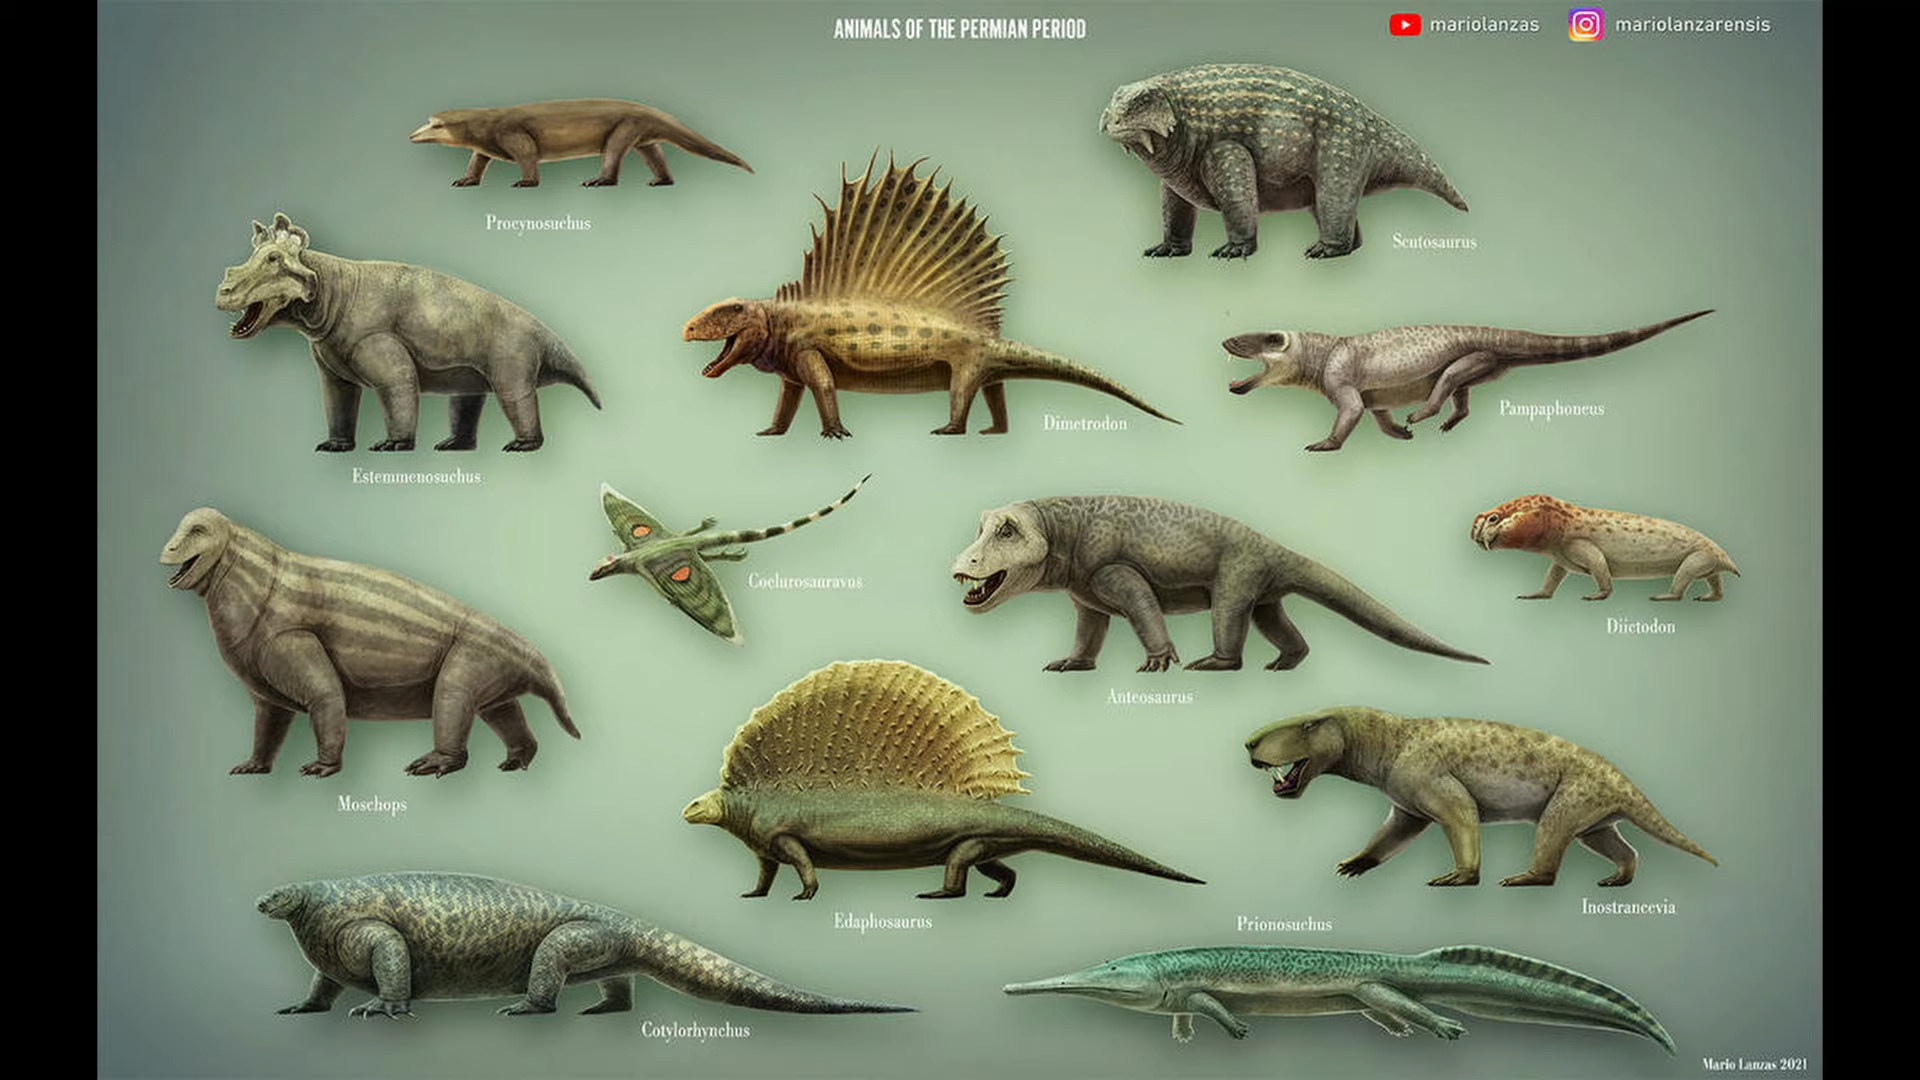 ANIMALS OF THE PERMIAN PERIOD
mariolanzas
mariolanzarensis
Procynosuchus
Scutosaurus
Estemmenosuchus
Dimetrodon
Pampaphoneus
Coelurosauravus
Diictodon
Anteosaurus
Moschops
Edaphosaurus
Inostrancevia
Prionosuchus
Cotylorhynchus
Mario Lanzas 2021